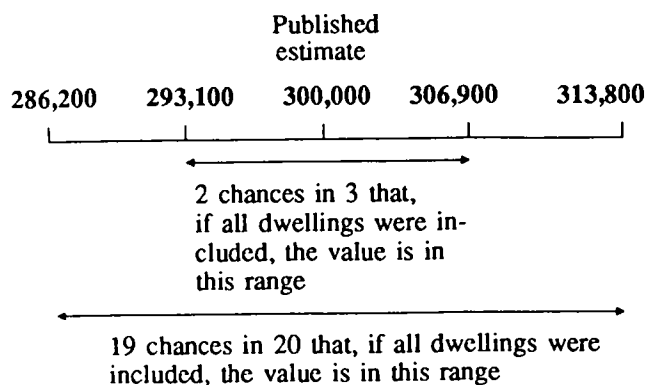 Published
estimate
286,200 293,100 300,000 306,900 313,800
2 chances in 3 that,
if all dwellings were in-
cluded, the value is in
this range
19 chances in 20 that, if all dwellings were
included, the value is in this range